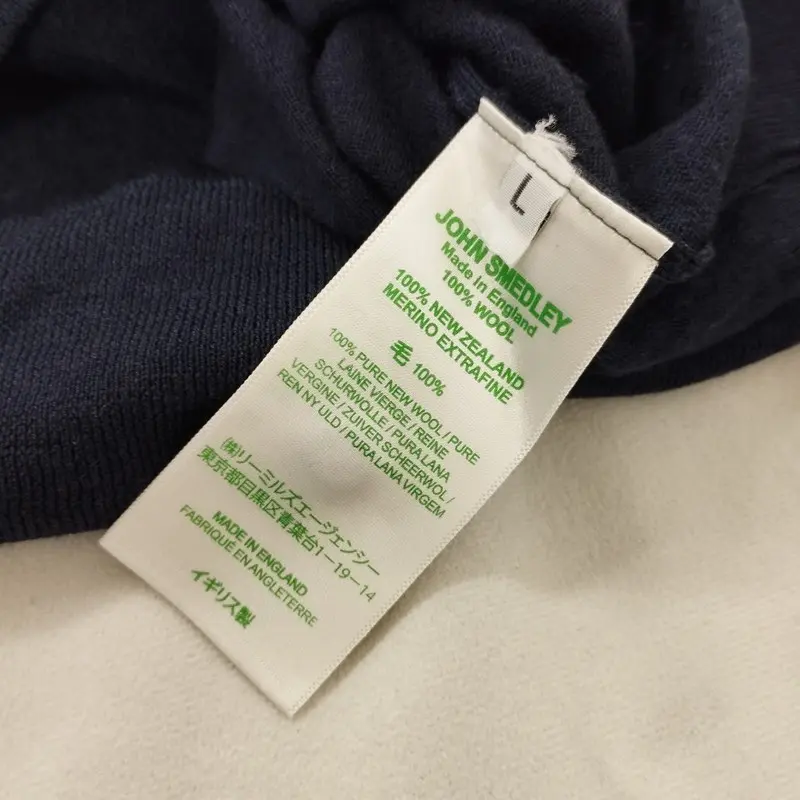 L
JOHN SMEDLEY
Made in England
100% WOOL
100% NEW ZEALAND
MERINO EXTRAFINE
毛 100%
100% PURE NEW WOOL / PURE
LAINE VIERGE / REINE
SCHURWOLLE / PURA LANA
VERGINE / ZUIVER SCHEERWOL /
REN NY ULD / PURA LANA VIRGEM
(株)リーミルズエージェンシー
東京都目黒区青葉台1-19-14
MADE IN ENGLAND
FABRIQUÉ EN ANGLETERRE
イギリス製